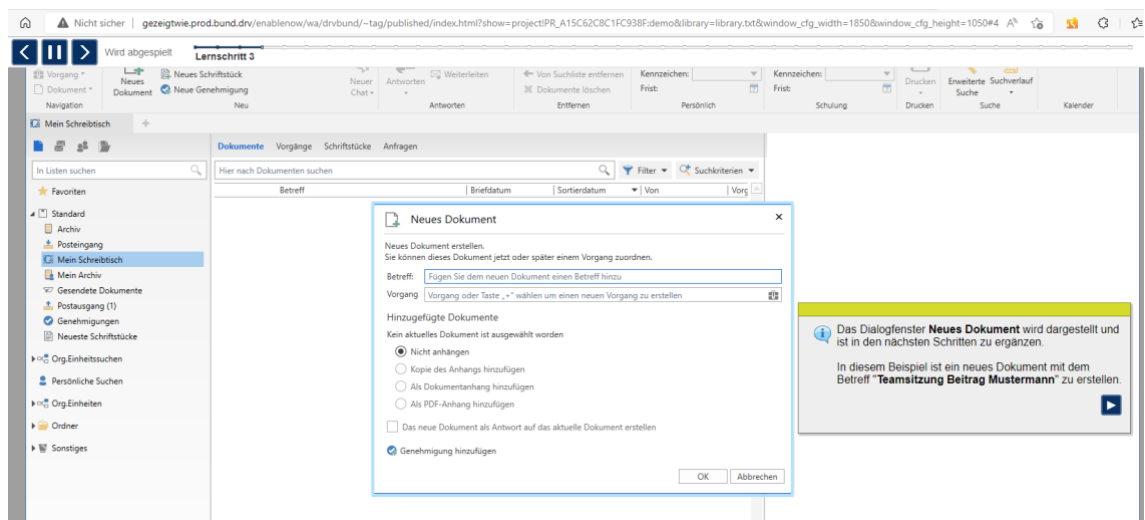 Nicht sicher | gezeigtwie.prod.bund.drv/enablenow/wa/drvbund/~tag/published/index.html?show=project!PR_A15C62C8C1FC938F:demo&library=library.txt&window_cfg_width=1850&window_cfg_height=1050#4
Wird abgespielt Lernschritt 3
Vorgang
Dokument
Navigation
Neues Dokument
Neues Schriftstück
Neue Genehmigung
Neuer Chat
Neu
Antworten
Weiterleiten
Antworten
Von Suchliste entfernen
Dokumente löschen
Entfernen
Kennzeichen:
Frist:
Persönlich
Kennzeichen:
Frist:
Schulung
Drucken
Drucken
Erweiterte Suche
Suchverlauf
Suche
Kalender
Mein Schreibtisch +
In Listen suchen
Favoriten
Standard
Archiv
Posteingang
Mein Schreibtisch
Mein Archiv
Gesendete Dokumente
Postausgang (1)
Genehmigungen
Neueste Schriftstücke
Org.Einheitssuchen
Persönliche Suchen
Org.Einheiten
Ordner
Sonstiges
Dokumente Vorgänge Schriftstücke Anfragen
Hier nach Dokumenten suchen Filter Suchkriterien
Betreff Briefdatum Sortierdatum Von Vorg
Neues Dokument
Neues Dokument erstellen.
Sie können dieses Dokument jetzt oder später einem Vorgang zuordnen.
Betreff: Fügen Sie dem neuen Dokument einen Betreff hinzu
Vorgang Vorgang oder Taste „+" wählen um einen neuen Vorgang zu erstellen
Hinzugefügte Dokumente
Kein aktuelles Dokument ist ausgewählt worden
Nicht anhängen
Kopie des Anhangs hinzufügen
Als Dokumentanhang hinzufügen
Als PDF-Anhang hinzufügen
Das neue Dokument als Antwort auf das aktuelle Dokument erstellen
Genehmigung hinzufügen
OK Abbrechen
Das Dialogfenster Neues Dokument wird dargestellt und
ist in den nächsten Schritten zu ergänzen.
In diesem Beispiel ist ein neues Dokument mit dem
Betreff "Teamsitzung Beitrag Mustermann" zu erstellen.